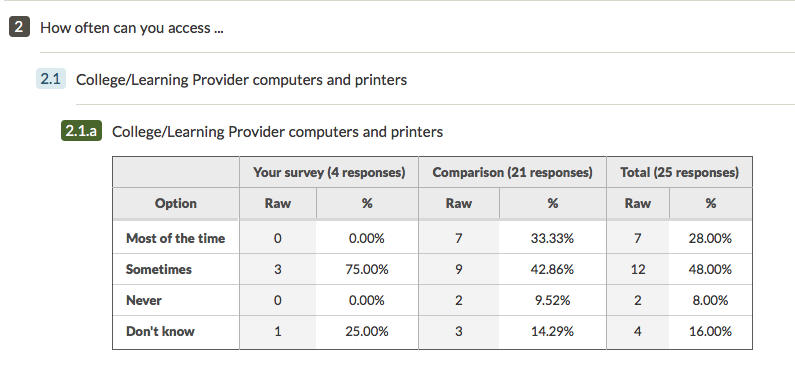 2 How often can you access ...
2.1 College/Learning Provider computers and printers
2.1.a College/Learning Provider computers and printers
Your survey (4 responses) Comparison (21 responses) Total (25 responses)
Option Raw % Raw % Raw %
Most of the time 0 0.00% 7 33.33% 7 28.00%
Sometimes 3 75.00% 9 42.86% 12 48.00%
Never 0 0.00% 2 9.52% 2 8.00%
Don't know 1 25.00% 3 14.29% 4 16.00%